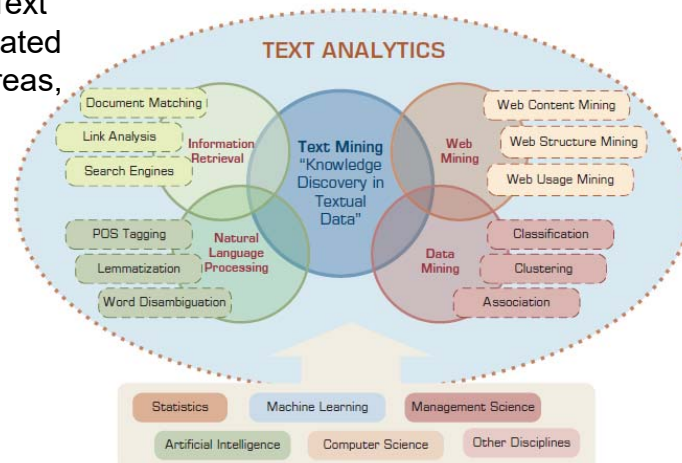 Text
ated
reas,
TEXT ANALYTICS
Document Matching
Link Analysis
Search Engines
Information
Retrieval
Text Mining
“Knowledge
Discovery in
Textual
Data”
Web
Mining
Web Content Mining
Web Structure Mining
Web Usage Mining
POS Tagging
Lemmatization
Word Disambiguation
Natural
Language
Processing
Data
Mining
Classification
Clustering
Association
Statistics
Machine Learning
Management Science
Artificial Intelligence
Computer Science
Other Disciplines